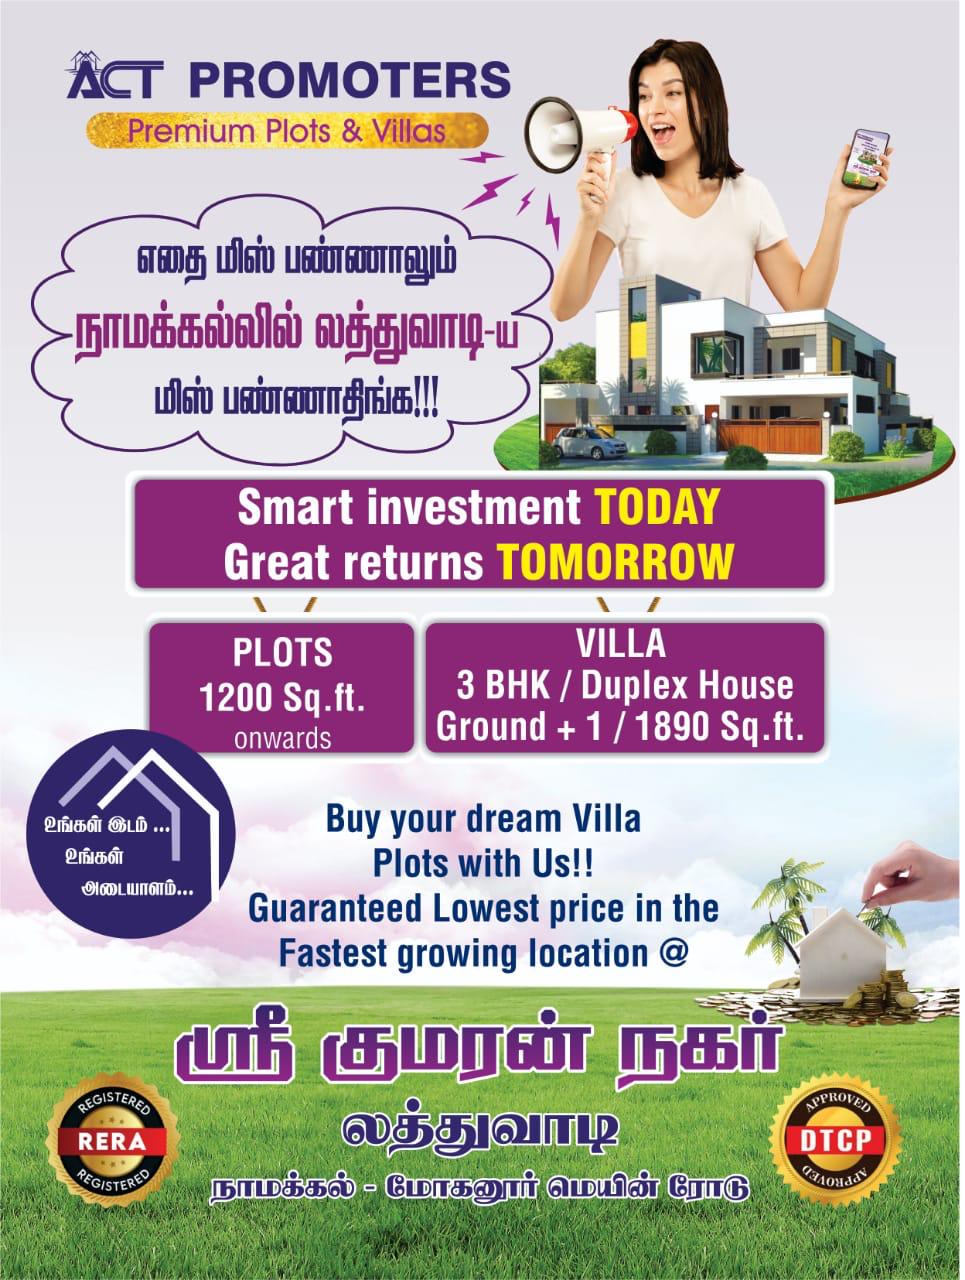 ACT PROMOTERS
Premium Plots & Villas
எதை மிஸ் பண்ணாலும்
நாமக்கல்லில் லத்துவாடி-ய
மிஸ் பண்ணாதிங்க!!!
Smart investment TODAY
Great returns TOMORROW
PLOTS
1200 Sq.ft.
onwards
VILLA
3 BHK / Duplex House
Ground + 1 / 1890 Sq.ft.
உங்கள் இடம் ...
உங்கள்
அடையாளம்...
Buy your dream Villa
Plots with Us!!
Guaranteed Lowest price in the
Fastest growing location @
ஸ்ரீ குமரன் நகர்
லத்துவாடி
நாமக்கல் - மோகனூர் மெயின் ரோடு
REGISTERED
RERA
REGISTERED
APPROVED
DTCP
APPROVED